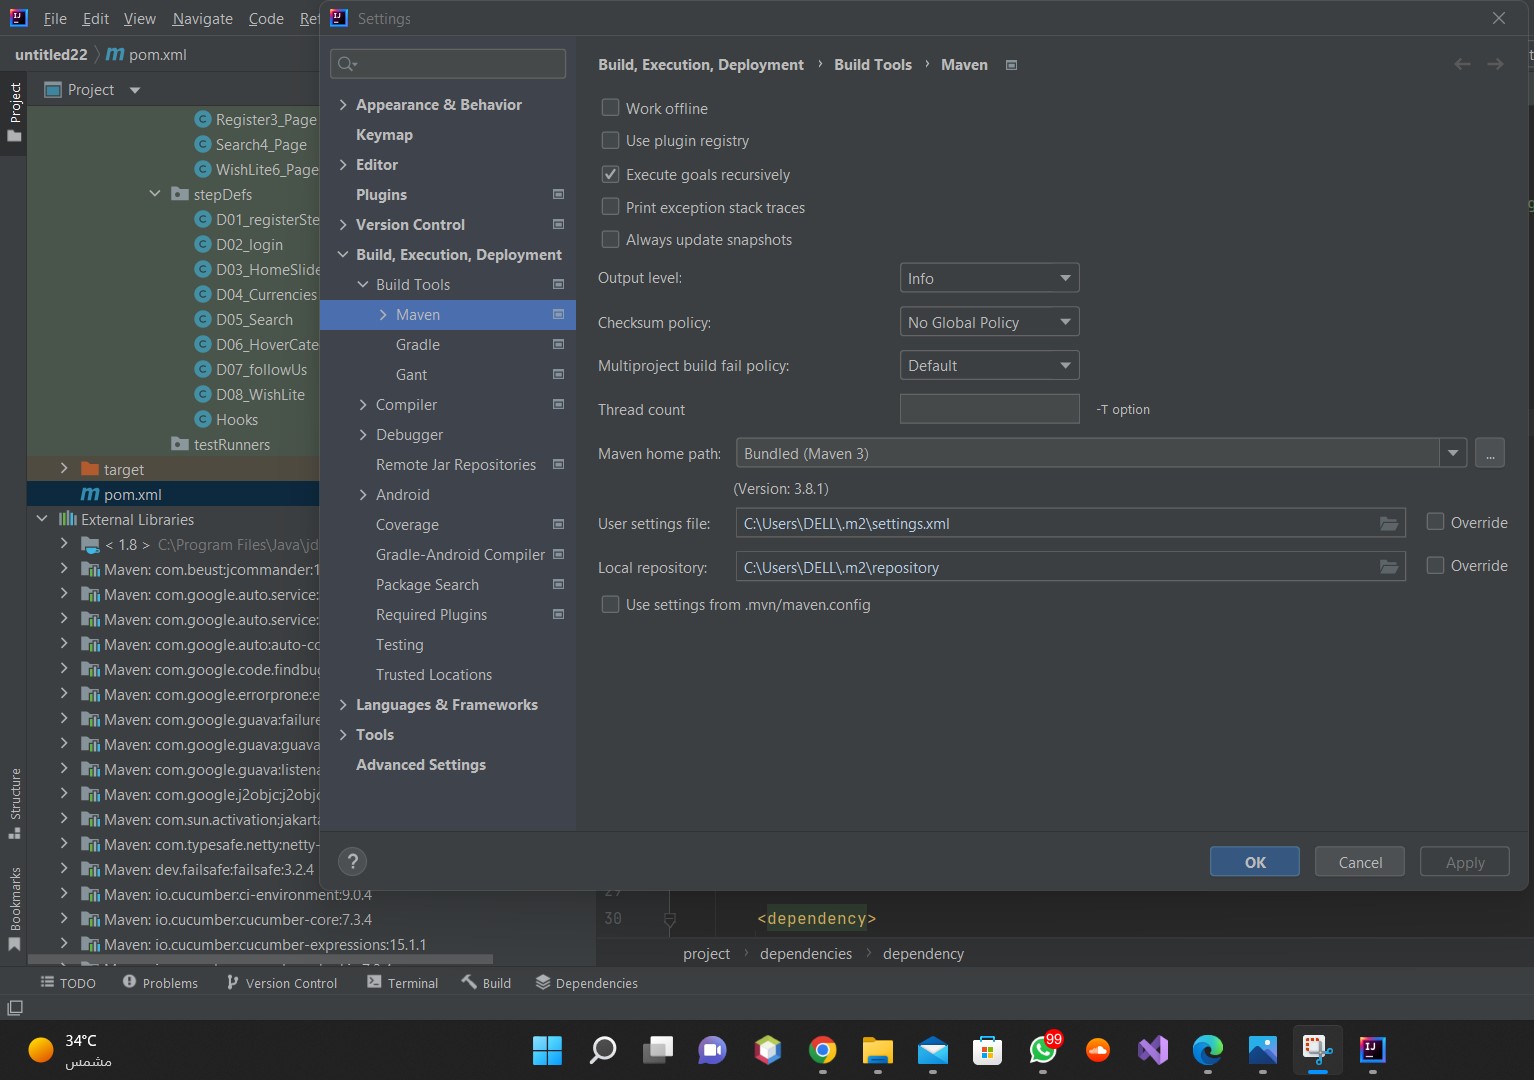 File Edit View Navigate Code Ref
Settings
untitled22 pom.xml
Project
Project
Register3_Page
Search4_Page
WishLite6_Page
stepDefs
D01_registerSte
D02_login
D03_HomeSlide
D04_Currencies
D05_Search
D06_HoverCate
D07_followUs
D08_WishLite
Hooks
testRunners
target
pom.xml
External Libraries
< 1.8 > C:\Program Files\Java\jd
Maven: com.beust:jcommander:1
Maven: com.google.auto.service:
Maven: com.google.auto.service:
Maven: com.google.auto:auto-co
Maven: com.google.code.findbug
Maven: com.google.errorprone:e
Maven: com.google.guava:failure
Maven: com.google.guava:guava
Maven: com.google.guava:listena
Maven: com.google.j2objc:j2objc
Maven: com.sun.activation:jakarta
Maven: com.typesafe.netty:netty-
Maven: dev.failsafe:failsafe:3.2.4
Maven: io.cucumber:ci-environment:9.0.4
Maven: io.cucumber:cucumber-core:7.3.4
Maven: io.cucumber:cucumber-expressions:15.1.1
Structure
Bookmarks
Appearance & Behavior
Keymap
Editor
Plugins
Version Control
Build, Execution, Deployment
Build Tools
Maven
Gradle
Gant
Compiler
Debugger
Remote Jar Repositories
Android
Coverage
Gradle-Android Compiler
Package Search
Required Plugins
Testing
Trusted Locations
Languages & Frameworks
Tools
Advanced Settings
Build, Execution, Deployment › Build Tools › Maven
Work offline
Use plugin registry
Execute goals recursively
Print exception stack traces
Always update snapshots
Output level: Info
Checksum policy: No Global Policy
Multiproject build fail policy: Default
Thread count -T option
Maven home path: Bundled (Maven 3) ...
(Version: 3.8.1)
User settings file: C:\Users\DELL\.m2\settings.xml Override
Local repository: C:\Users\DELL\.m2\repository Override
Use settings from .mvn/maven.config
? OK Cancel Apply
29
30 <dependency>
project › dependencies › dependency
TODO Problems Version Control Terminal Build Dependencies
34°C
مشمس
99